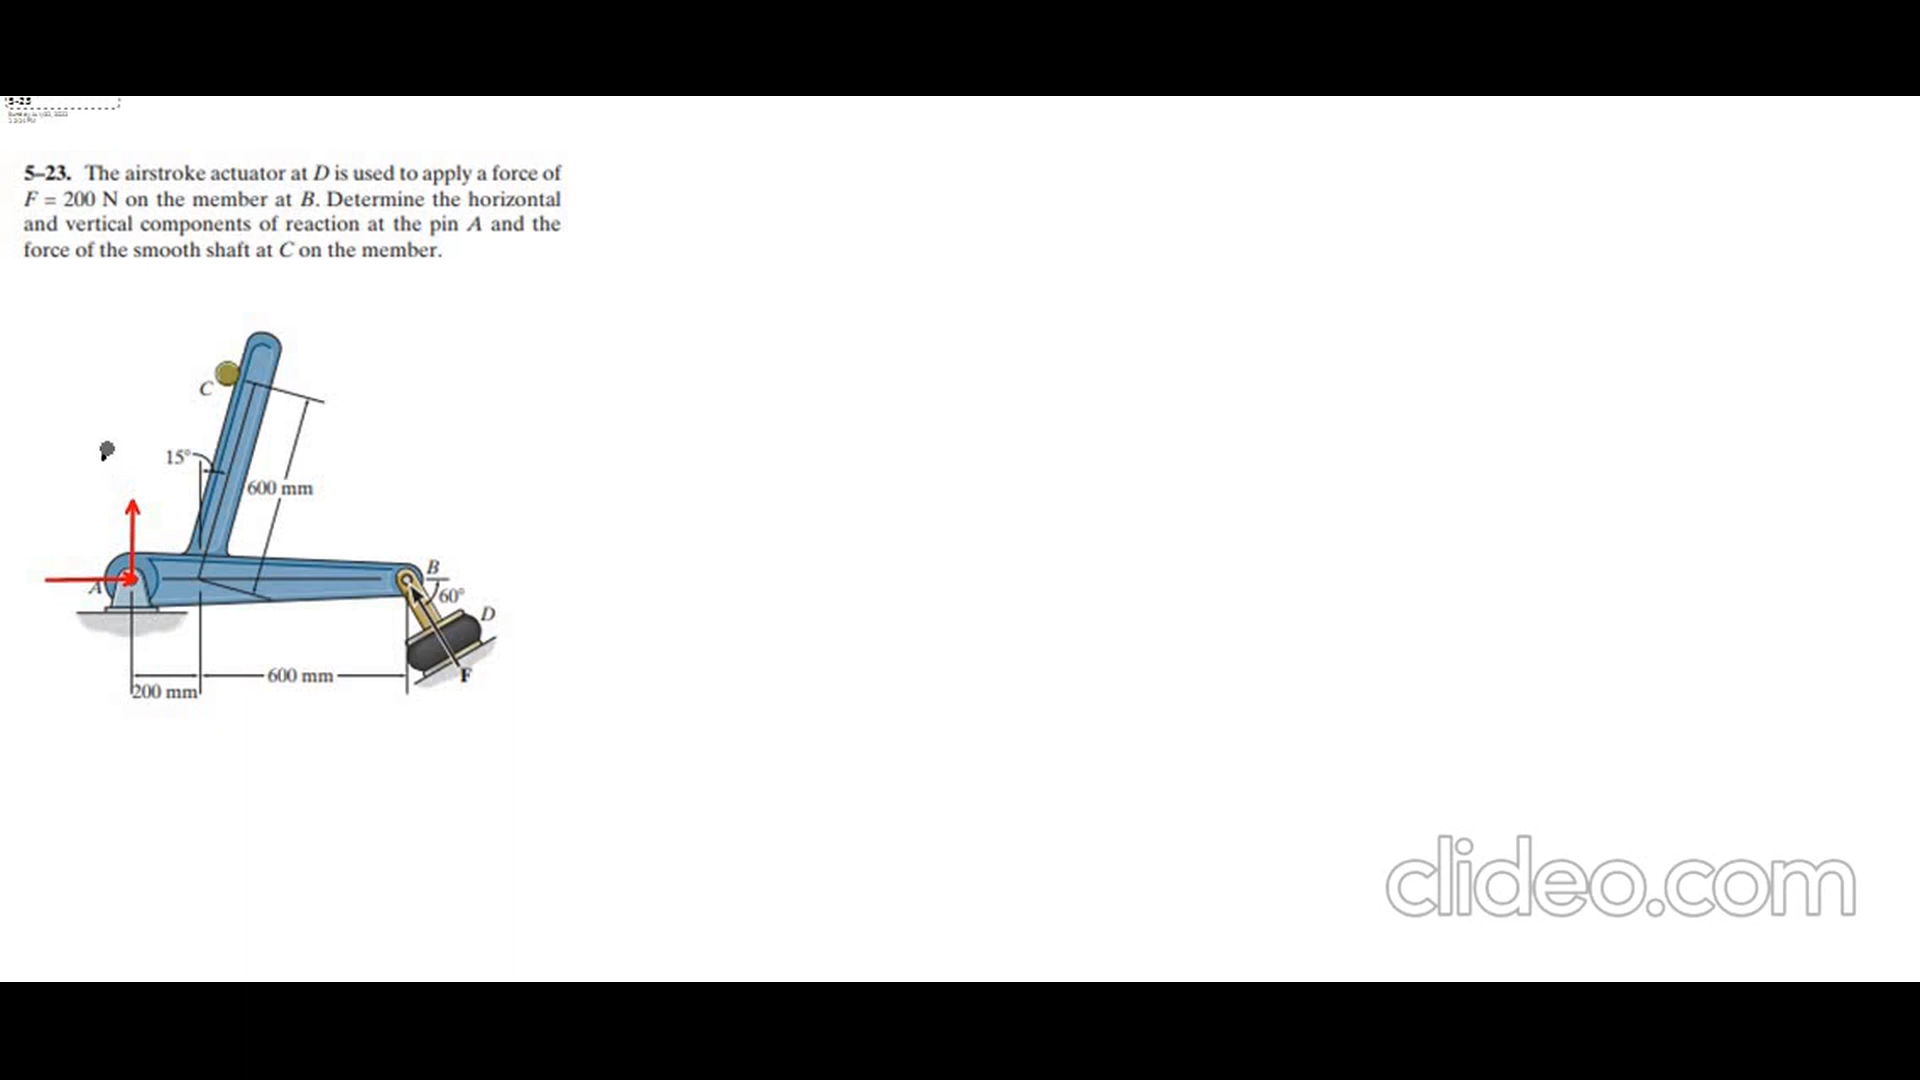 5-23
5–23. The airstroke actuator at D is used to apply a force of
F = 200 N on the member at B. Determine the horizontal
and vertical components of reaction at the pin A and the
force of the smooth shaft at C on the member.
C
15°
600 mm
A
B
60°
D
F
600 mm
200 mm
clideo.com